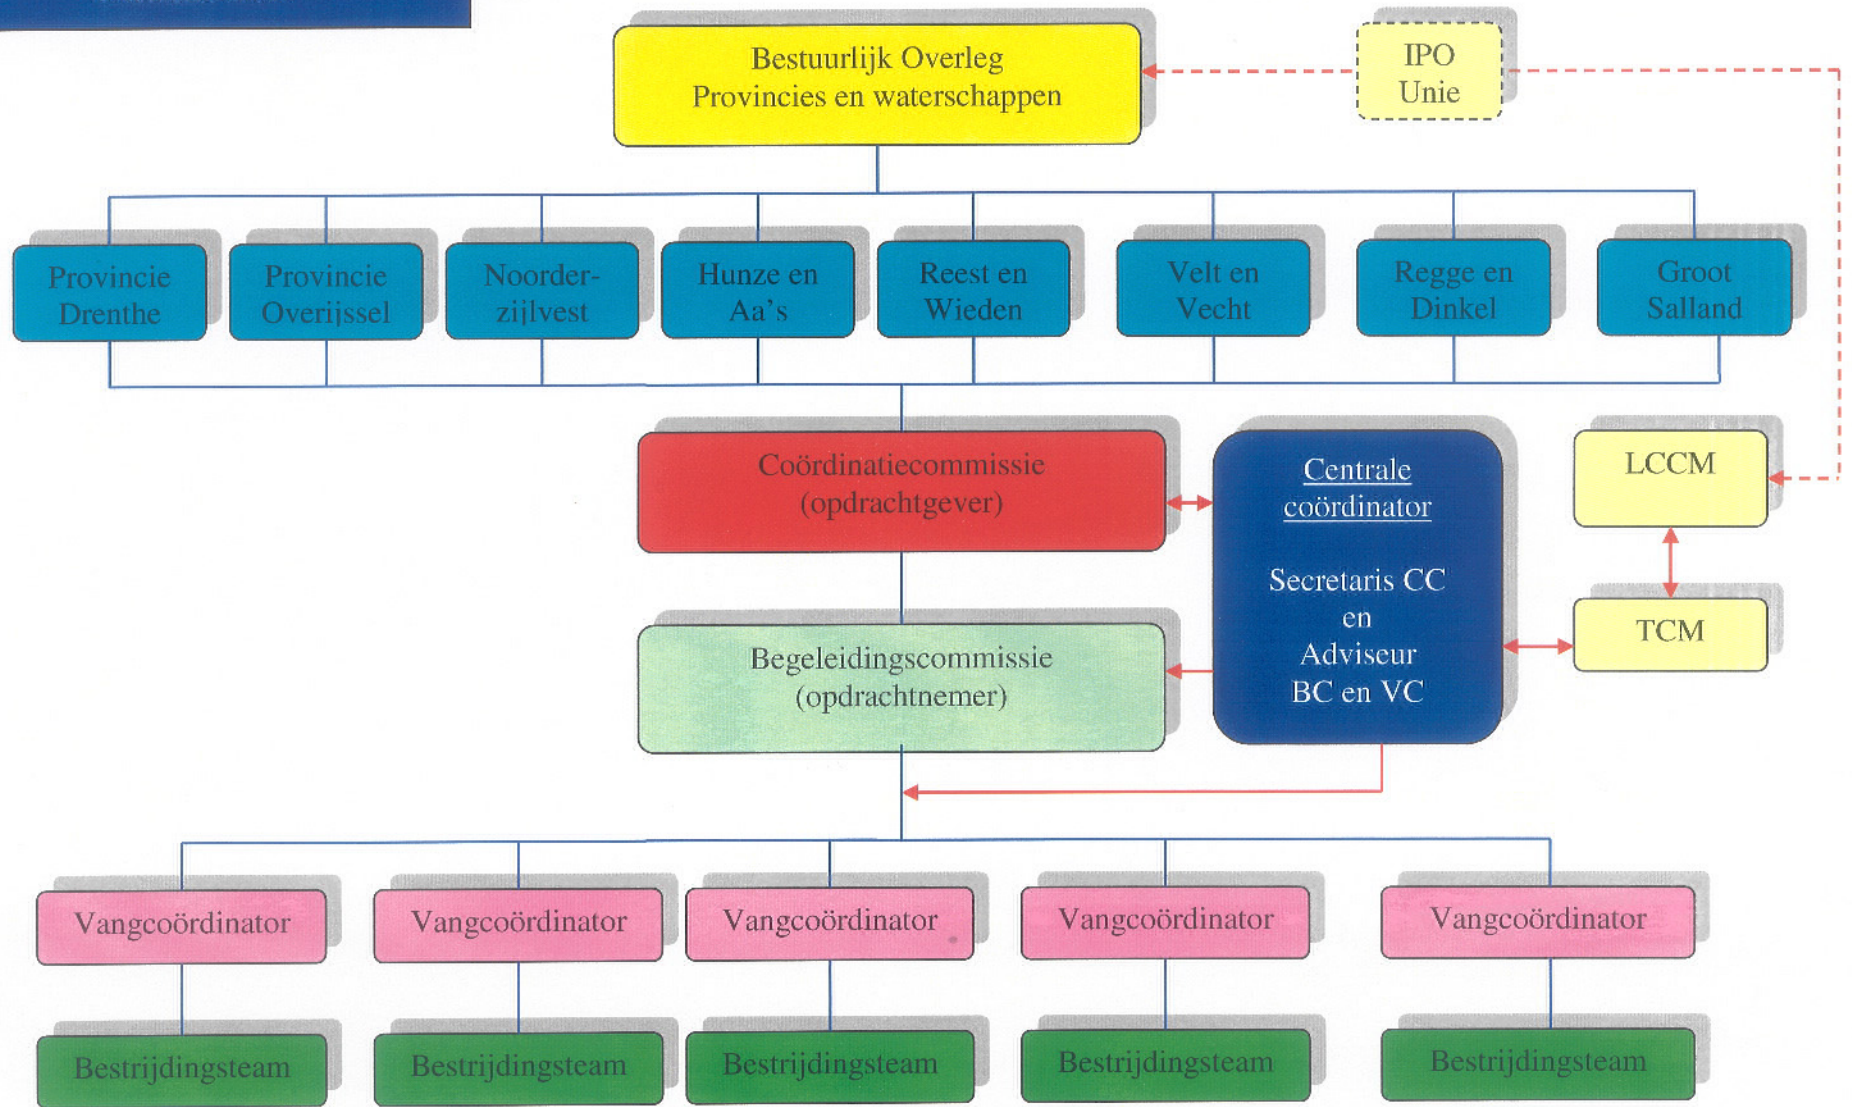 Bestuurlijk Overleg
Provincies en waterschappen
IPO
Unie
Provincie
Drenthe
Provincie
Overijssel
Noorder-
zijlvest
Hunze en
Aa's
Reest en
Wieden
Velt en
Vecht
Regge en
Dinkel
Groot
Salland
Coördinatiecommissie
(opdrachtgever)
Centrale
coördinator
Secretaris CC
en
Adviseur
BC en VC
LCCM
TCM
Begeleidingscommissie
(opdrachtnemer)
Vangcoördinator
Vangcoördinator
Vangcoördinator
Vangcoördinator
Vangcoördinator
Bestrijdingsteam
Bestrijdingsteam
Bestrijdingsteam
Bestrijdingsteam
Bestrijdingsteam